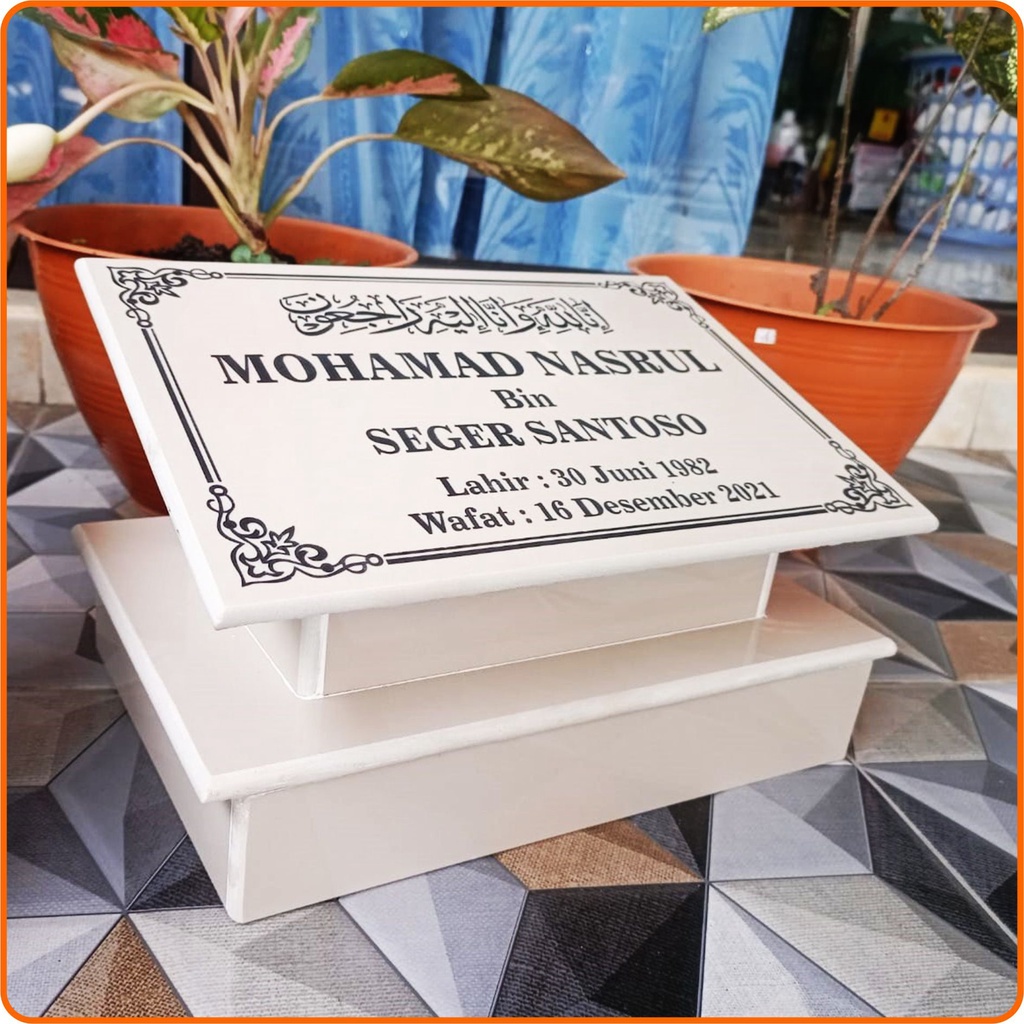 إنا لله وإنا إليه راجعون
MOHAMAD NASRUL
Bin
SEGER SANTOSO
Lahir : 30 Juni 1982
Wafat : 16 Desember 2021